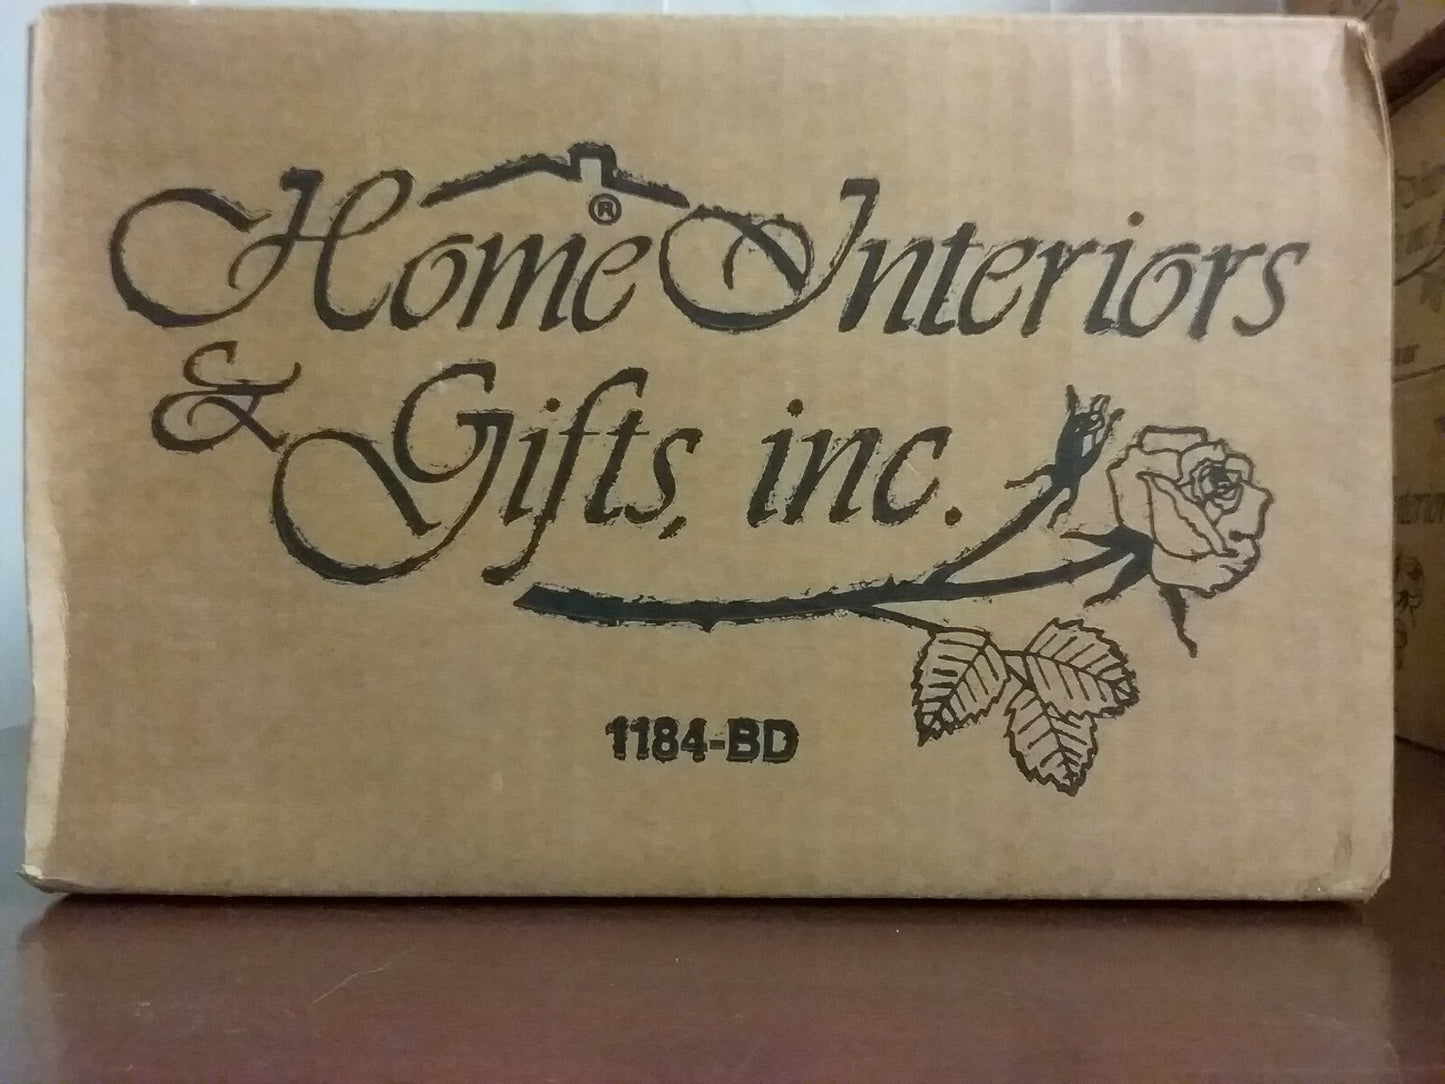 Home Interiors ®
& Gifts, inc.
1184-BD